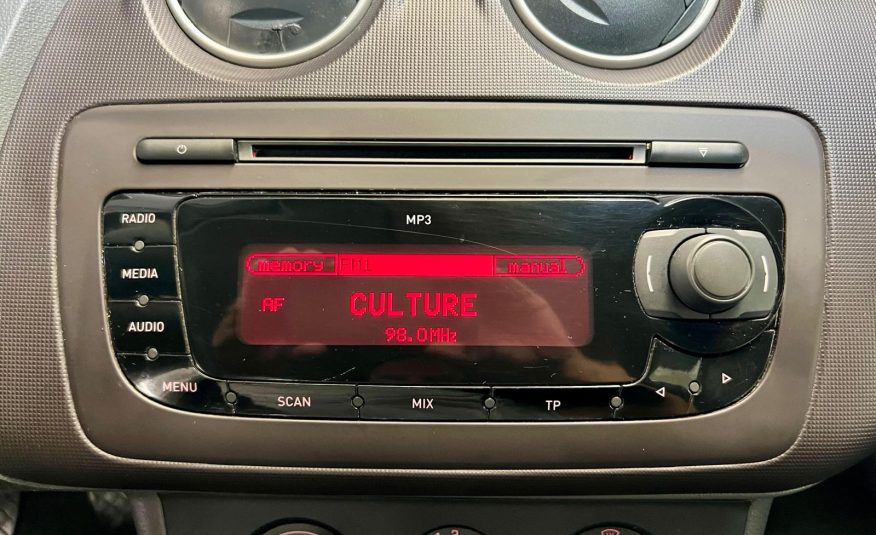 RADIO
MP3
memory FM1 manual
MEDIA
AF CULTURE
AUDIO
98.0MHz
MENU
SCAN MIX TP